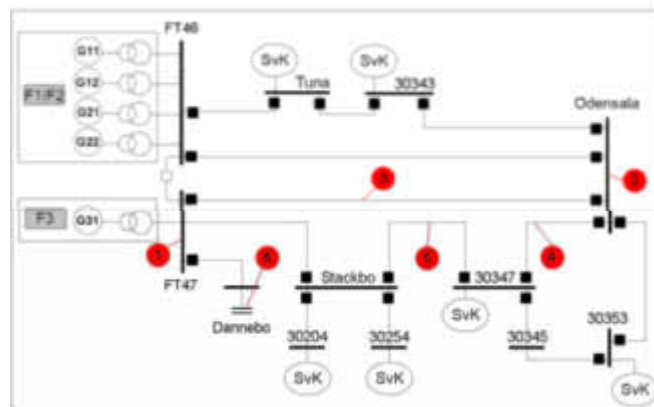 FT46
G11
SvK
SvK
G12
Tuna
30343
F1/F2
Odensala
G21
G22
3
2
F3
G31
1
5
4
6
Stackbo
30347
FT47
SvK
Dannebo
30204
30254
30345
30353
SvK
SvK
SvK